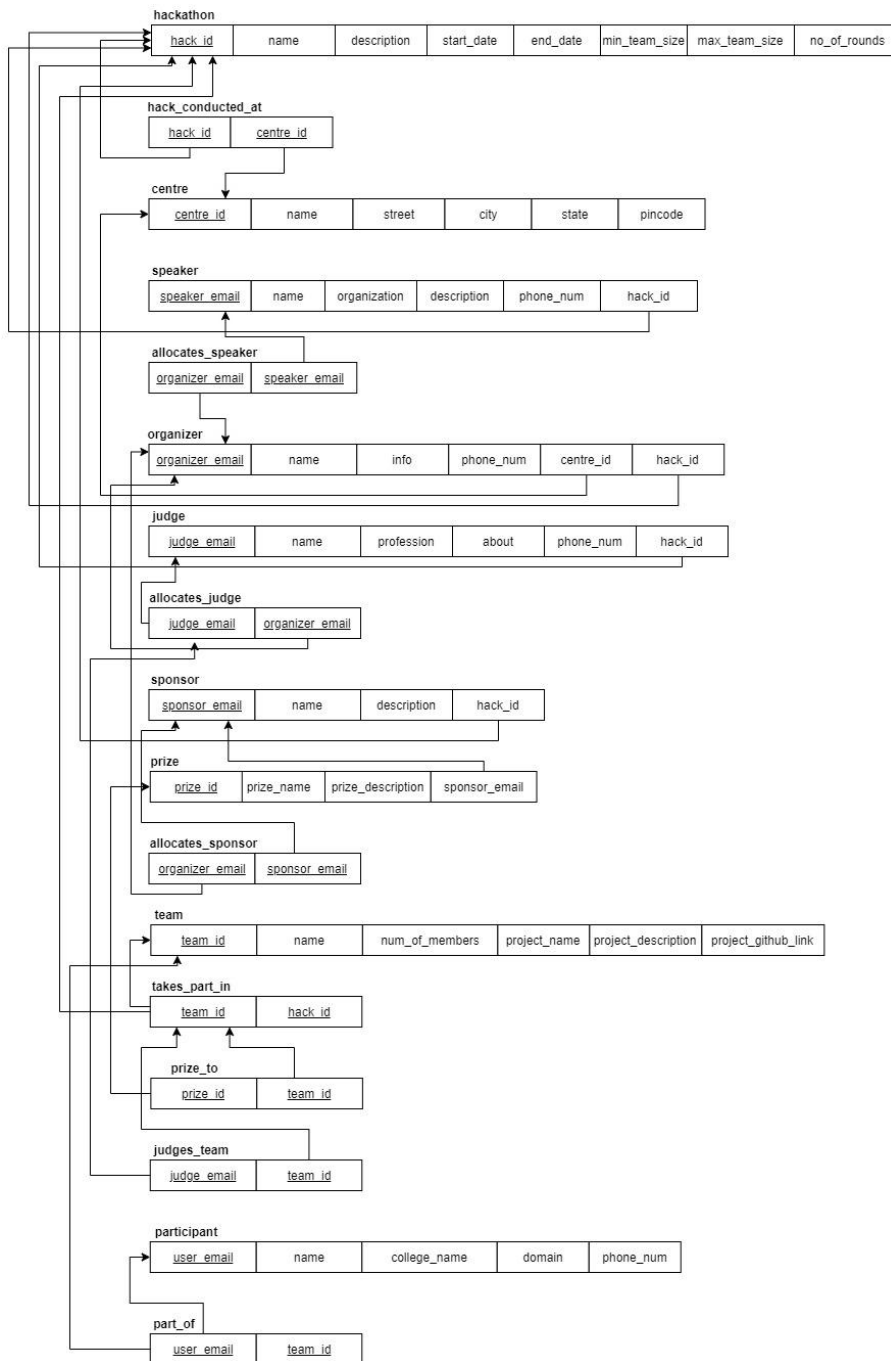 hackathon
hack_id name description start_date end_date min_team_size max_team_size no_of_rounds
hack_conducted_at
hack_id centre_id
centre
centre_id name street city state pincode
speaker
speaker_email name organization description phone_num hack_id
allocates_speaker
organizer_email speaker_email
organizer
organizer_email name info phone_num centre_id hack_id
judge
judge_email name profession about phone_num hack_id
allocates_judge
judge_email organizer_email
sponsor
sponsor_email name description hack_id
prize
prize_id prize_name prize_description sponsor_email
allocates_sponsor
organizer_email sponsor_email
team
team_id name num_of_members project_name project_description project_github_link
takes_part_in
team_id hack_id
prize_to
prize_id team_id
judges_team
judge_email team_id
participant
user_email name college_name domain phone_num
part_of
user_email team_id